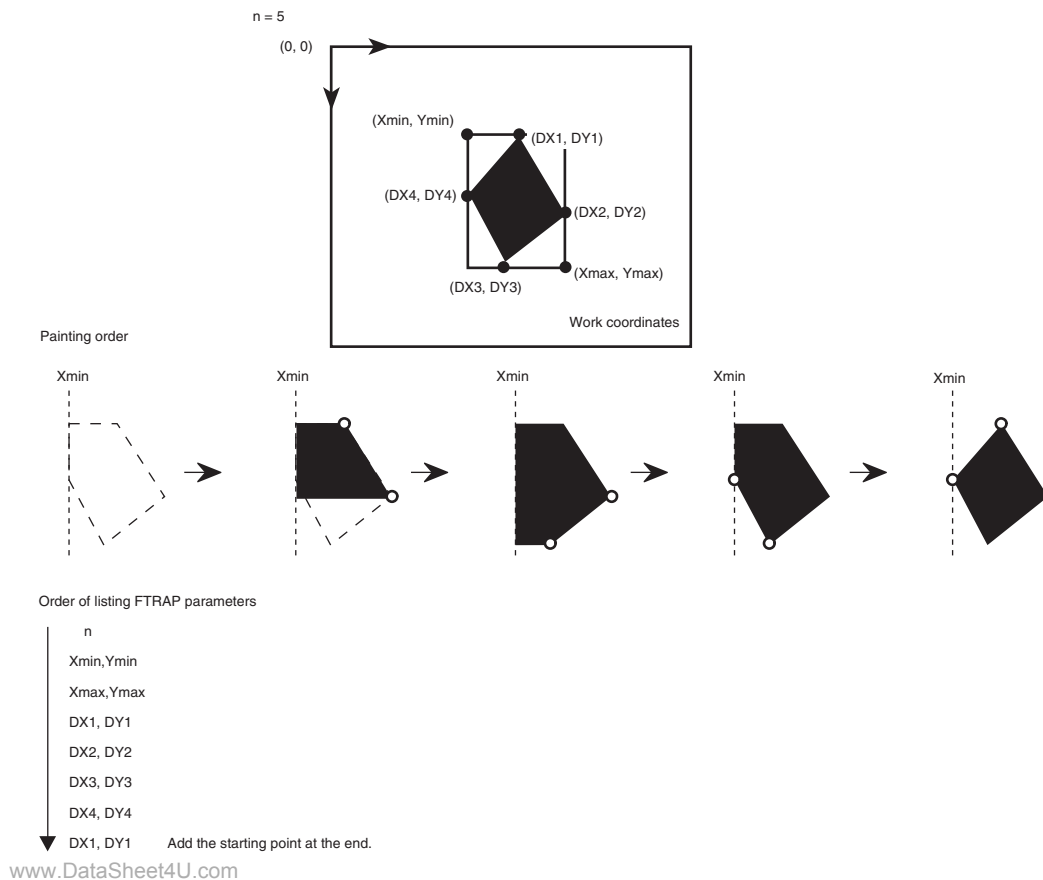 n = 5
(0, 0)
(Xmin, Ymin)
(DX1, DY1)
(DX4, DY4)
(DX2, DY2)
(Xmax, Ymax)
(DX3, DY3)
Work coordinates
Painting order
Xmin Xmin Xmin Xmin Xmin
Order of listing FTRAP parameters
n
Xmin,Ymin
Xmax,Ymax
DX1, DY1
DX2, DY2
DX3, DY3
DX4, DY4
DX1, DY1 Add the starting point at the end.
www.DataSheet4U.com